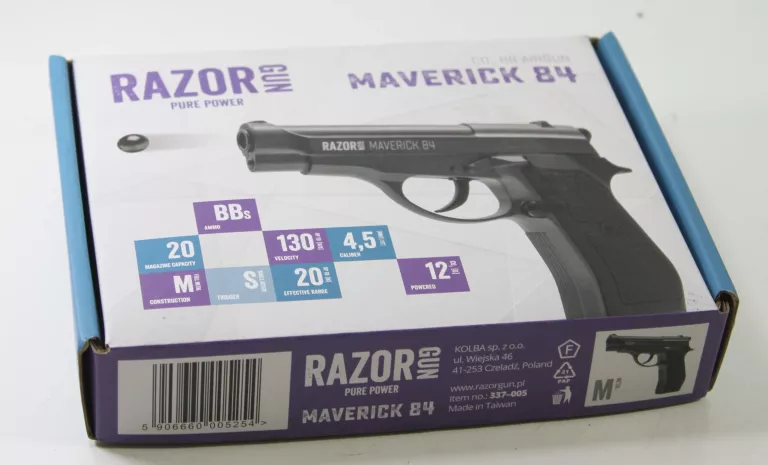 RAZOR GUN
PURE POWER
CO₂ BB AIRGUN
MAVERICK 84
RAZOR GUN MAVERICK 84
BBs
AMMO
20
MAGAZINE CAPACITY
130
VELOCITY
4,5
CALIBER
M
CONSTRUCTION
S
TRIGGER
20
EFFECTIVE RANGE
12
POWERED
5 906660 005254 >
RAZOR GUN
PURE POWER
MAVERICK 84
KOLBA sp. z o.o.
ul. Wiejska 46
41-253 Czeladź, Poland
www.razorgun.pl
Item no.: 337-005
Made in Taiwan
F
21
PAP
M